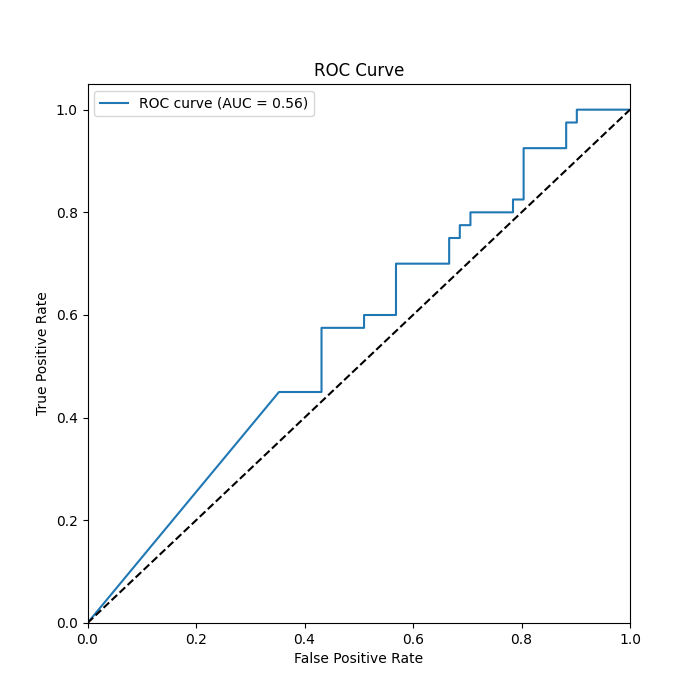 ROC Curve
ROC curve (AUC = 0.56)
1.0
0.8
0.6
0.4
0.2
0.0
True Positive Rate
0.0 0.2 0.4 0.6 0.8 1.0
False Positive Rate